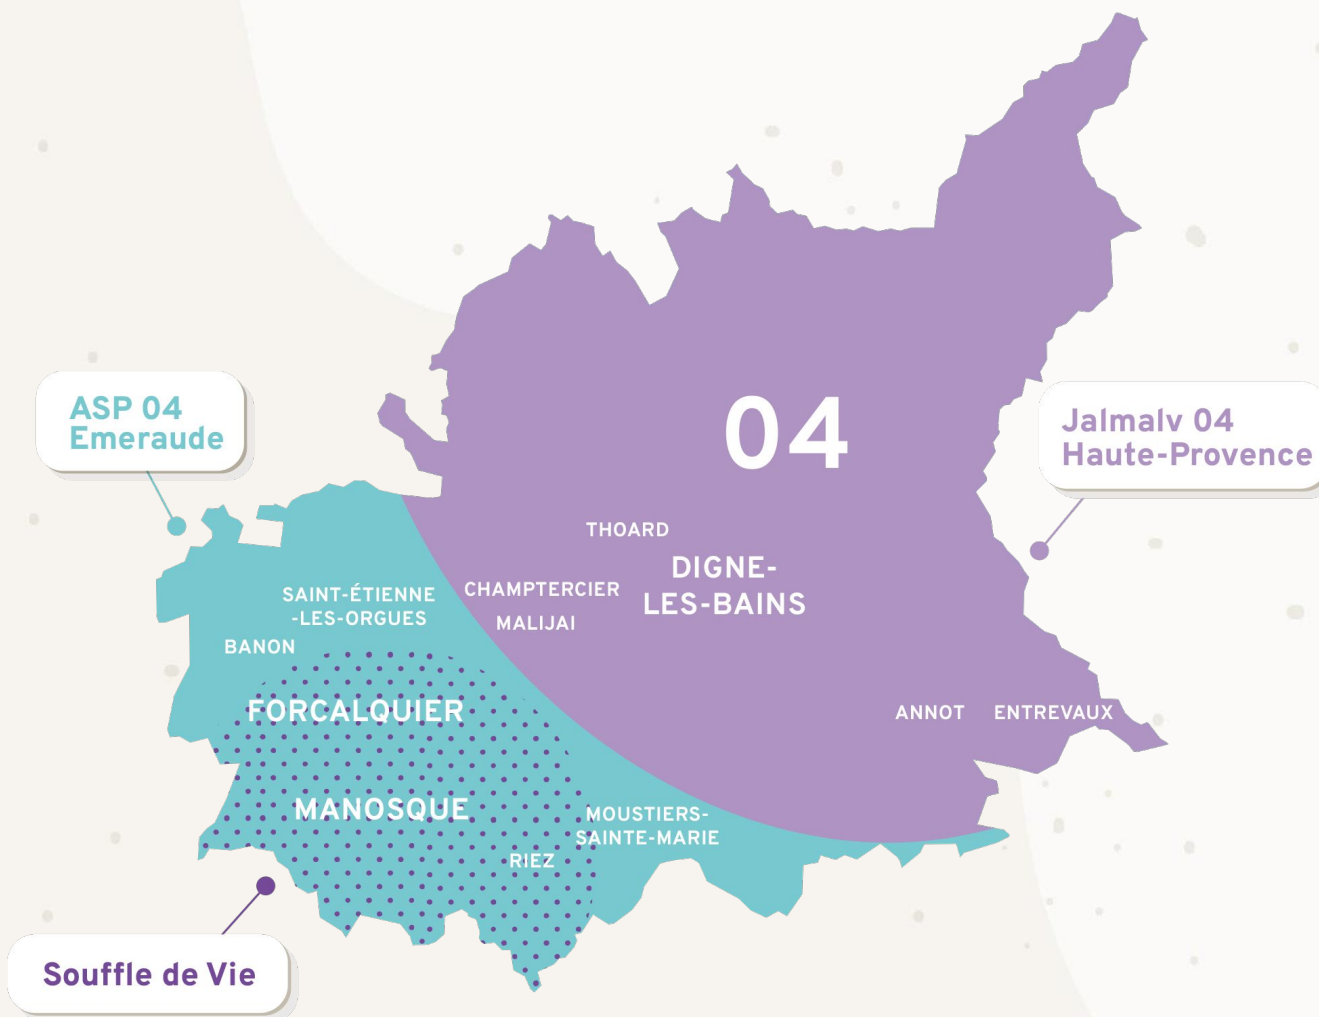 ASP 04
Emeraude
04
Jalmalv 04
Haute-Provence
THOARD
DIGNE-
LES-BAINS
CHAMPTERCIER
MALIJAI
SAINT-ÉTIENNE
-LES-ORGUES
BANON
FORCALQUIER
ANNOT
ENTREVAUX
MANOSQUE
MOUSTIERS-
SAINTE-MARIE
RIEZ
Souffle de Vie